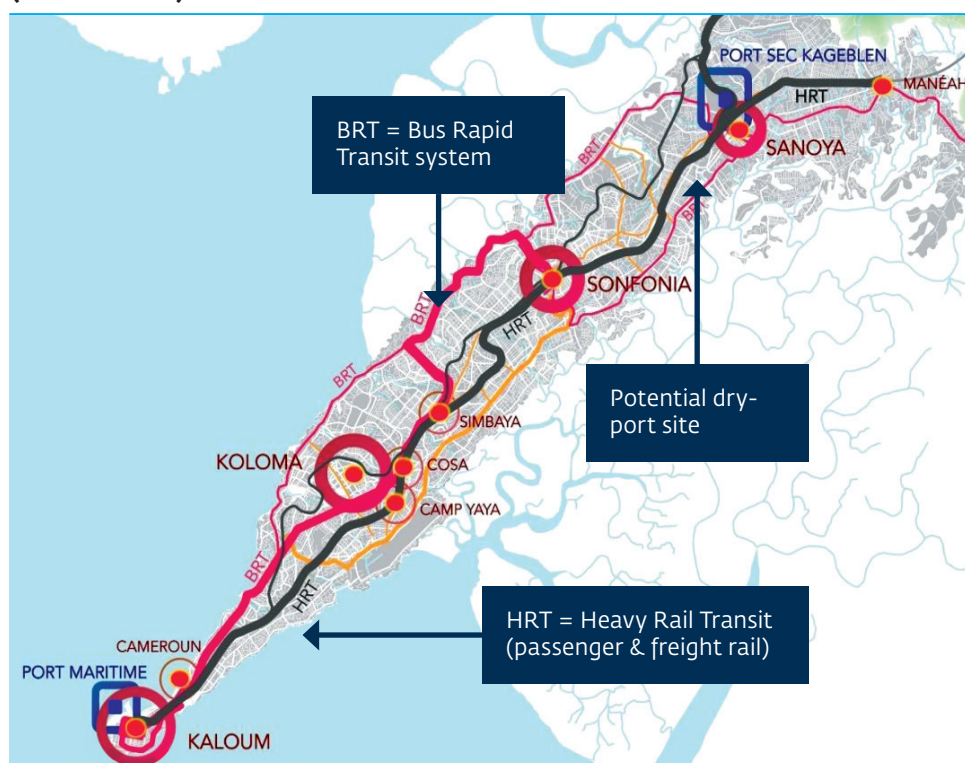 PORT SEC KAGEBLEN
HRT
MANÉAH
BRT = Bus Rapid
Transit system
BRT
SANOYA
BRT
SONFONIA
BRT
HRT
BRT
Potential dry-
port site
SIMBAYA
KOLOMA
COSA
CAMP YAYA
BRT
HRT
HRT = Heavy Rail Transit
(passenger & freight rail)
CAMEROUN
PORT MARITIME
KALOUM